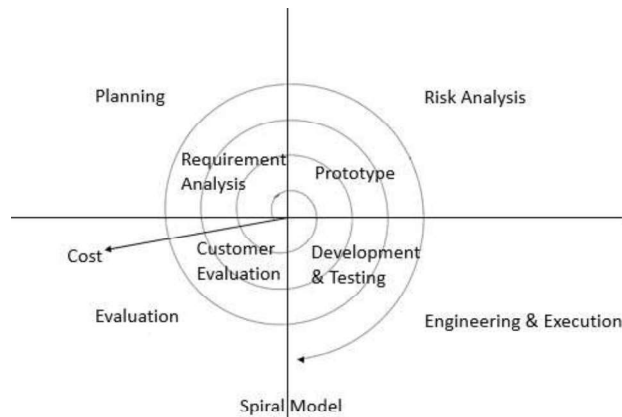 Planning
Risk Analysis
Requirement
Analysis
Prototype
Cost
Customer
Evaluation
Development
& Testing
Evaluation
Engineering & Execution
Spiral Model